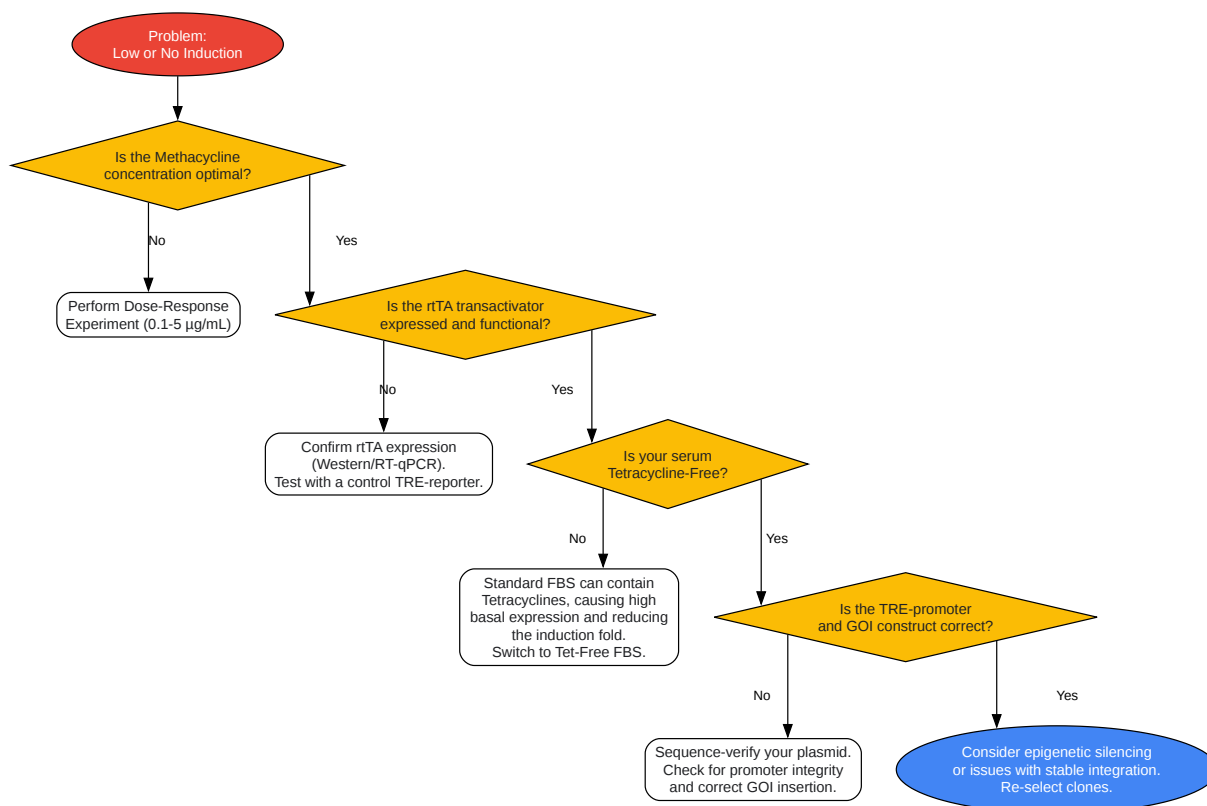 Problem:
Low or No Induction
Is the Methacycline
concentration optimal?
No
Yes
Perform Dose-Response
Experiment (0.1-5 µg/mL)
Is the rtTA transactivator
expressed and functional?
No
Yes
Confirm rtTA expression
(Western/RT-qPCR).
Test with a control TRE-reporter.
Is your serum
Tetracycline-Free?
No
Yes
Standard FBS can contain
Tetracyclines, causing high
basal expression and reducing
the induction fold.
Switch to Tet-Free FBS.
Is the TRE-promoter
and GOI construct correct?
No
Yes
Sequence-verify your plasmid.
Check for promoter integrity
and correct GOI insertion.
Consider epigenetic silencing
or issues with stable integration.
Re-select clones.